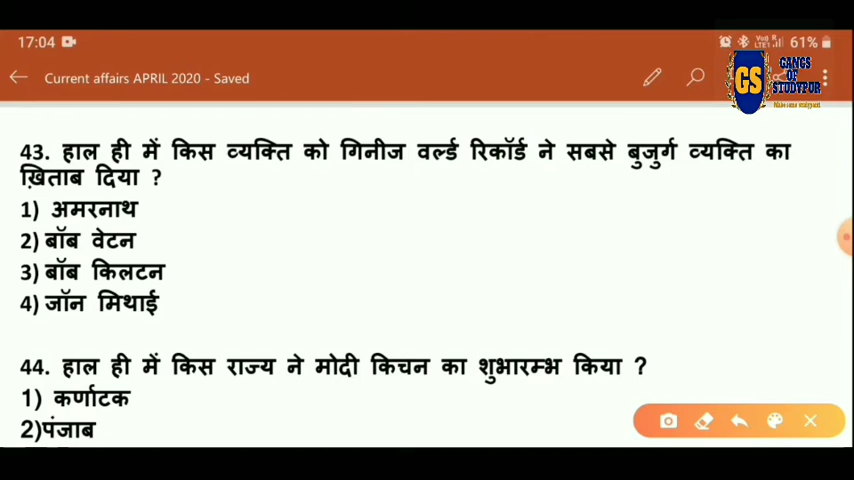 17:04
61%
Current affairs APRIL 2020 - Saved
GANGS
OF
STUDYPUR
GS
43. हाल ही में किस व्यक्ति को गिनीज वर्ल्ड रिकॉर्ड ने सबसे बुजुर्ग व्यक्ति का
ख़िताब दिया ?
1) अमरनाथ
2) बॉब वेटन
3) बॉब किलटन
4) जॉन मिथाई
44. हाल ही में किस राज्य ने मोदी किचन का शुभारम्भ किया ?
1) कर्णाटक
2)पंजाब